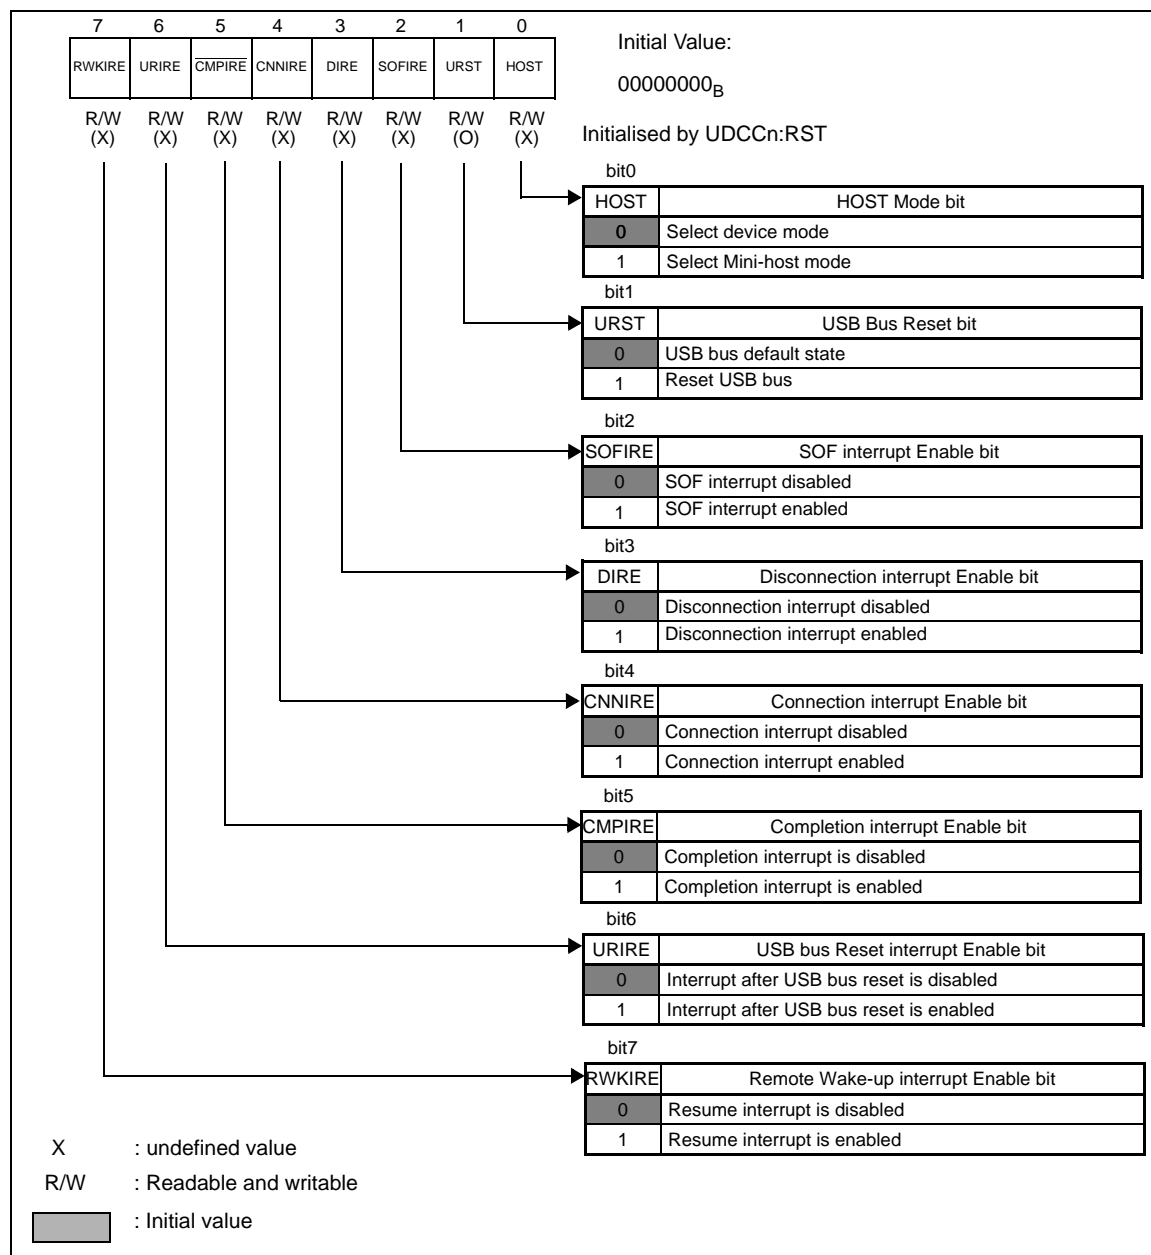 7 6 5 4 3 2 1 0
RWKIRE URIRE CMPIRE CNNIRE DIRE SOFIRE URST HOST
R/W R/W R/W R/W R/W R/W R/W R/W
(X) (X) (X) (X) (X) (X) (O) (X)
Initial Value:
00000000B
Initialised by UDCCn:RST
bit0
HOST HOST Mode bit
0 Select device mode
1 Select Mini-host mode
bit1
URST USB Bus Reset bit
0 USB bus default state
1 Reset USB bus
bit2
SOFIRE SOF interrupt Enable bit
0 SOF interrupt disabled
1 SOF interrupt enabled
bit3
DIRE Disconnection interrupt Enable bit
0 Disconnection interrupt disabled
1 Disconnection interrupt enabled
bit4
CNNIRE Connection interrupt Enable bit
0 Connection interrupt disabled
1 Connection interrupt enabled
bit5
CMPIRE Completion interrupt Enable bit
0 Completion interrupt is disabled
1 Completion interrupt is enabled
bit6
URIRE USB bus Reset interrupt Enable bit
0 Interrupt after USB bus reset is disabled
1 Interrupt after USB bus reset is enabled
bit7
RWKIRE Remote Wake-up interrupt Enable bit
0 Resume interrupt is disabled
1 Resume interrupt is enabled
X : undefined value
R/W : Readable and writable
: Initial value